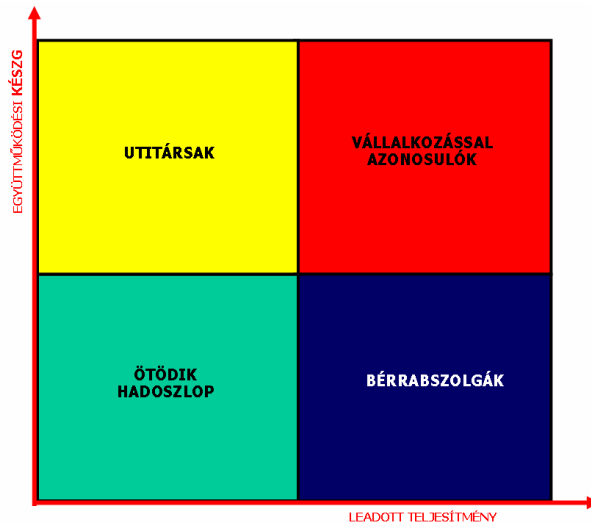 EGYÜTTMŰKÖDÉSI KÉSZG
UTITÁRSAK
VÁLLALKOZÁSSAL
AZONOSULÓK
ÖTÖDIK
HADOSZLOP
BÉRRABSZOLGÁK
LEADOTT TELJESÍTMÉNY